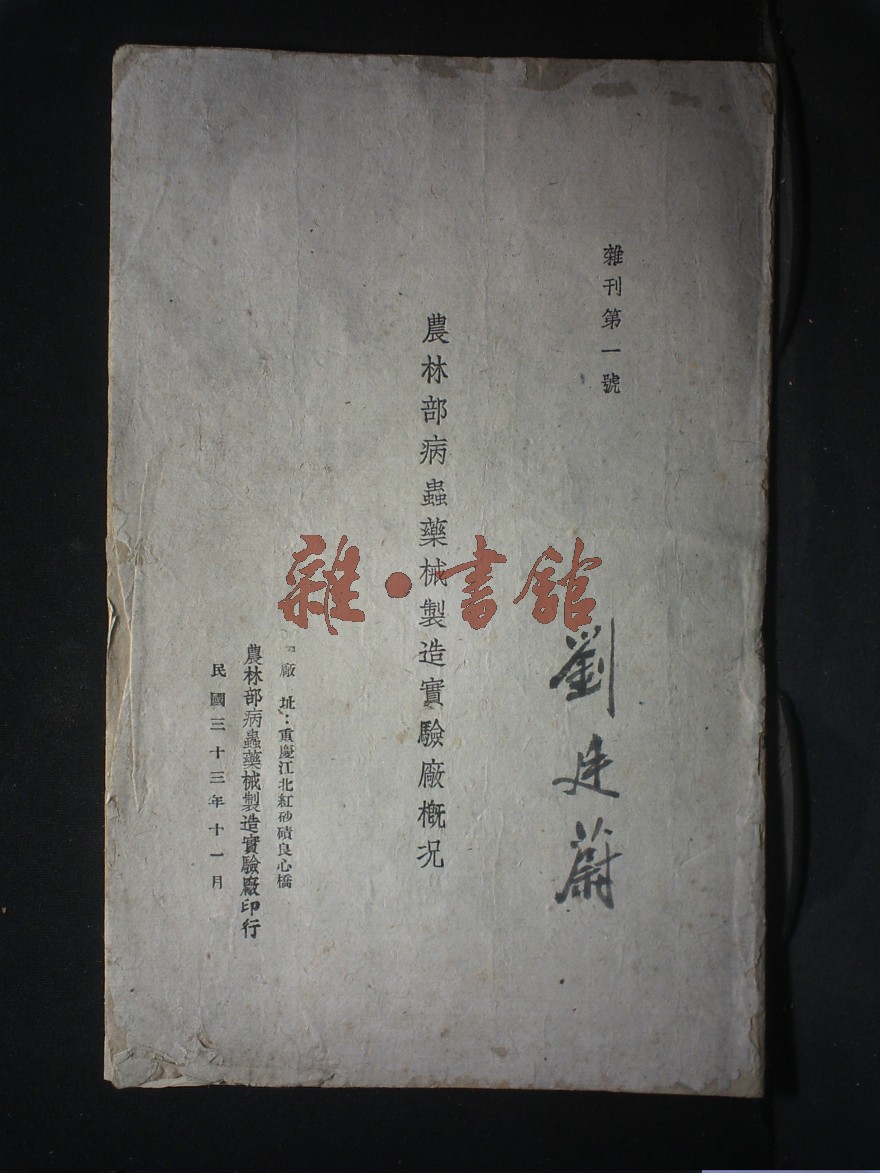 雜刊第一號
劉廷蔚
農林部病蟲藥械製造實驗廠概況
廠址：重慶江北紅砂磧良心橋
農林部病蟲藥械製造實驗廠印行
民國三十三年十一月
雜·書館